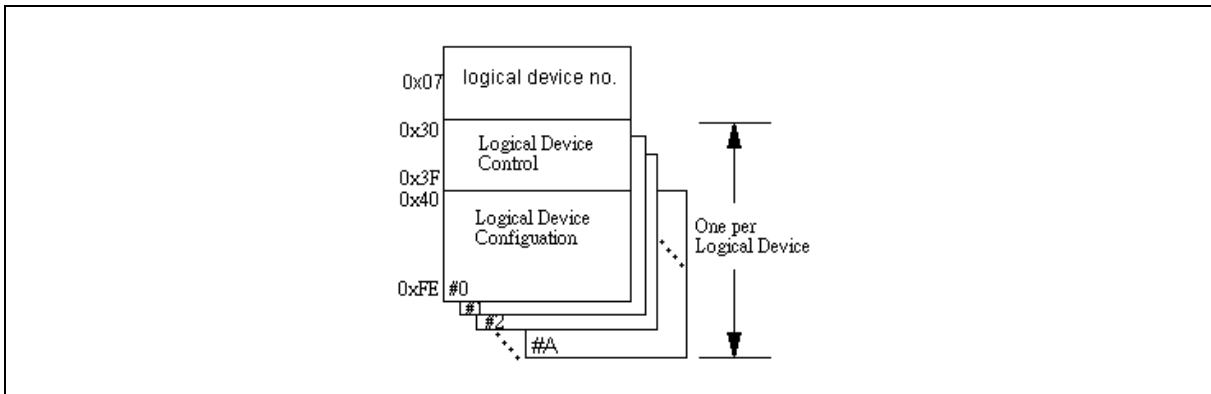 0x07
logical device no.
0x30
Logical Device
Control
0x3F
0x40
Logical Device
Configuation
One per
Logical Device
0xFE
#0
#1
#2
#A